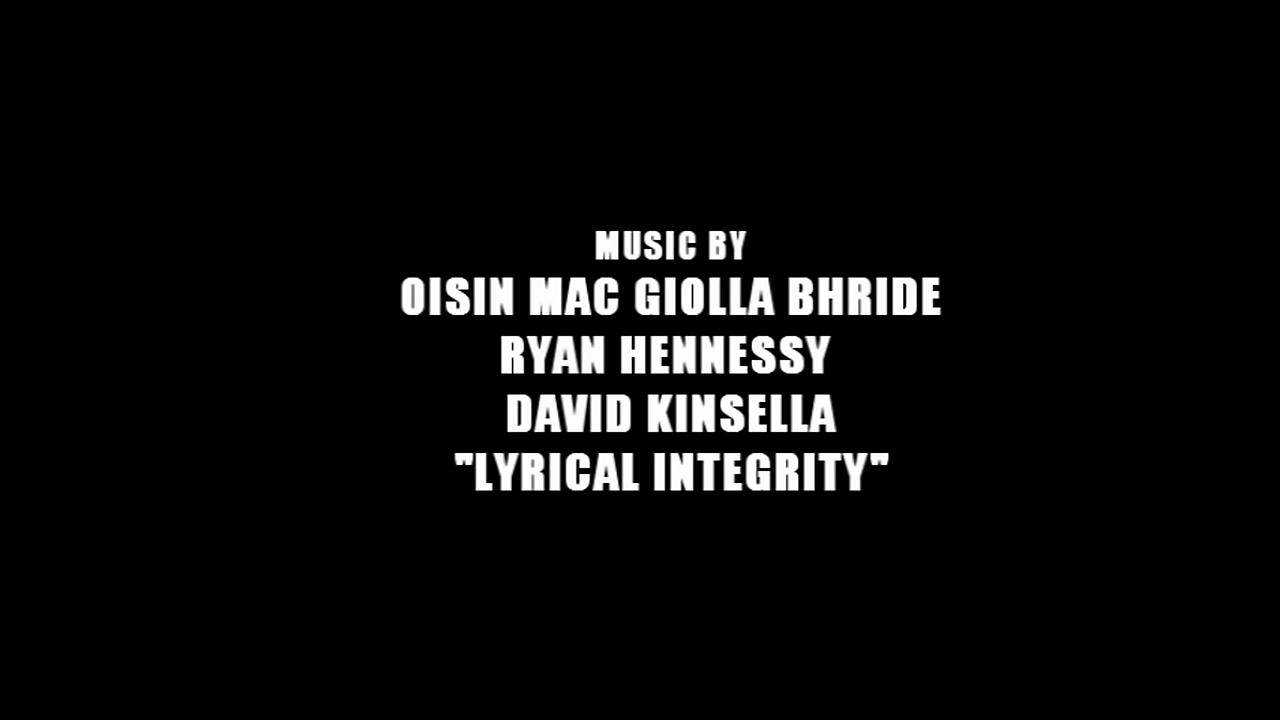 MUSIC BY
OISIN MAC GIOLLA BHRIDE
RYAN HENNESSY
DAVID KINSELLA
"LYRICAL INTEGRITY"